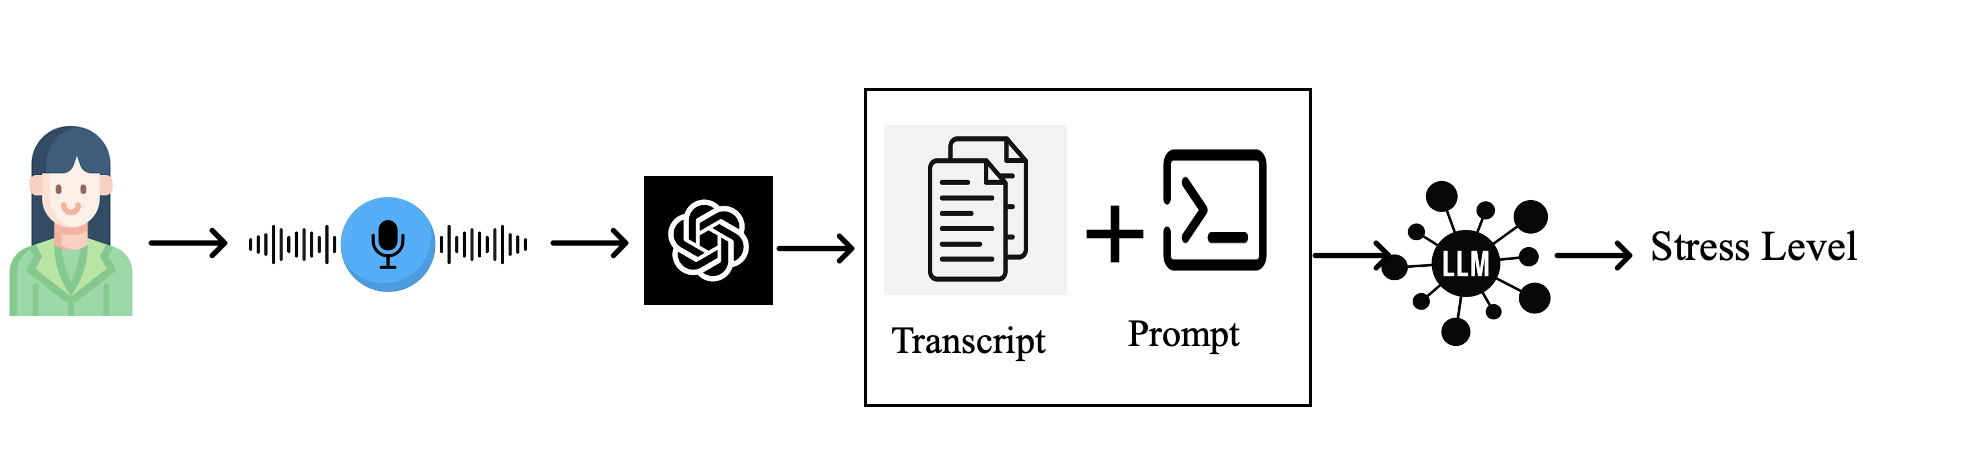 Transcript
Prompt
LLM
Stress Level